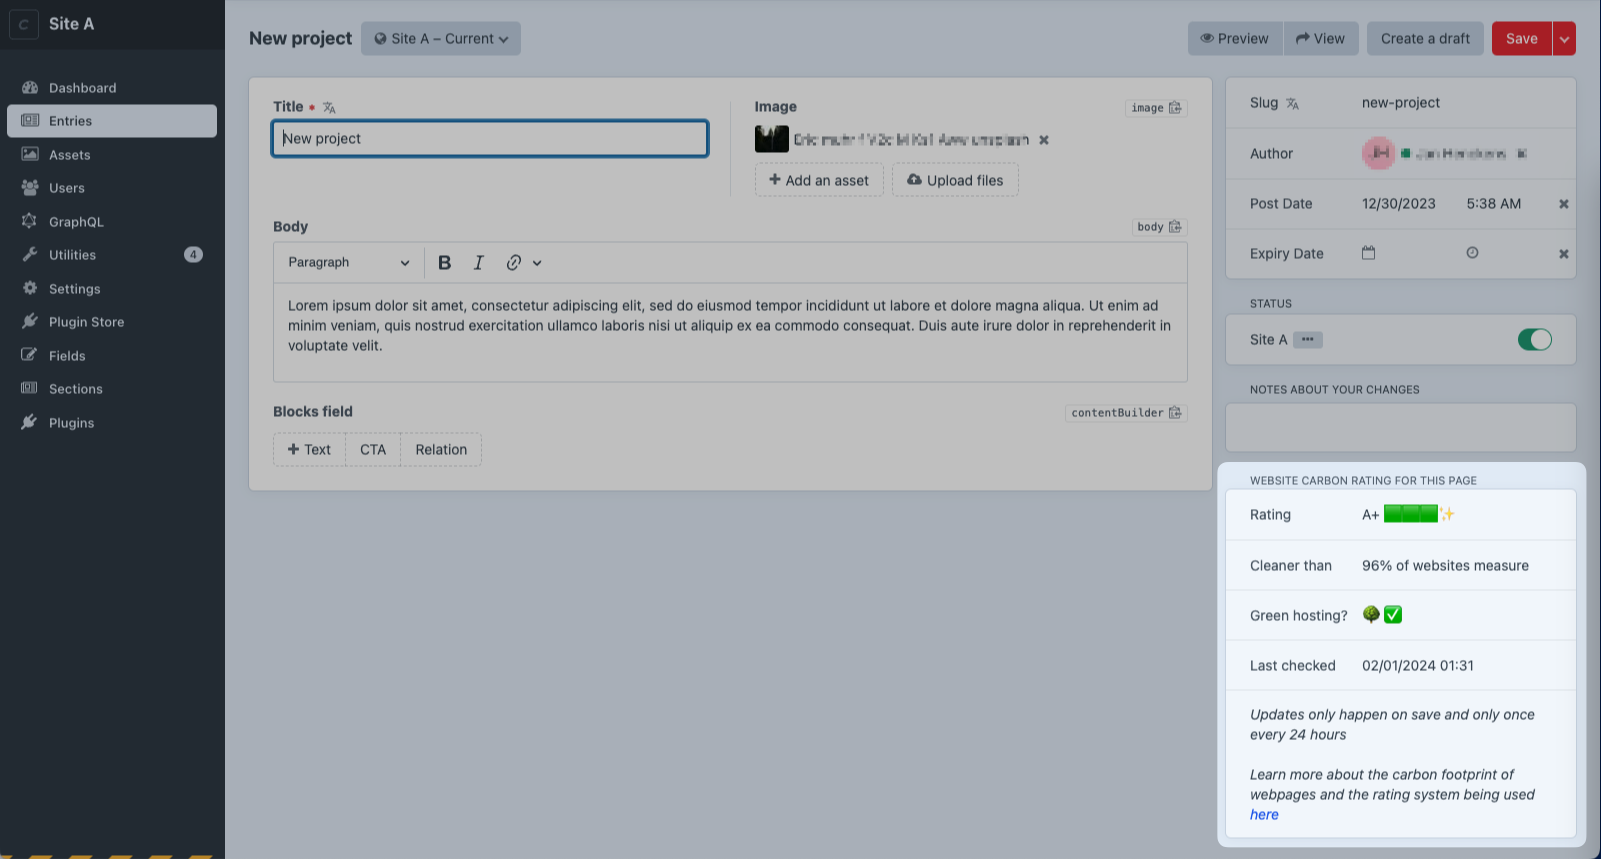 Site A
Dashboard
Entries
Assets
Users
GraphQL
Utilities 4
Settings
Plugin Store
Fields
Sections
Plugins
New project
Site A – Current
Preview
View
Create a draft
Save
Title
New project
Image
image
Add an asset
Upload files
Body
body
Paragraph
B I
Lorem ipsum dolor sit amet, consectetur adipiscing elit, sed do eiusmod tempor incididunt ut labore et dolore magna aliqua. Ut enim ad
minim veniam, quis nostrud exercitation ullamco laboris nisi ut aliquip ex ea commodo consequat. Duis aute irure dolor in reprehenderit in
voluptate velit.
Blocks field
contentBuilder
Text
CTA
Relation
Slug new-project
Author
Post Date 12/30/2023 5:38 AM
Expiry Date
STATUS
Site A
NOTES ABOUT YOUR CHANGES
WEBSITE CARBON RATING FOR THIS PAGE
Rating A+
Cleaner than 96% of websites measure
Green hosting?
Last checked 02/01/2024 01:31
Updates only happen on save and only once
every 24 hours
Learn more about the carbon footprint of
webpages and the rating system being used
here